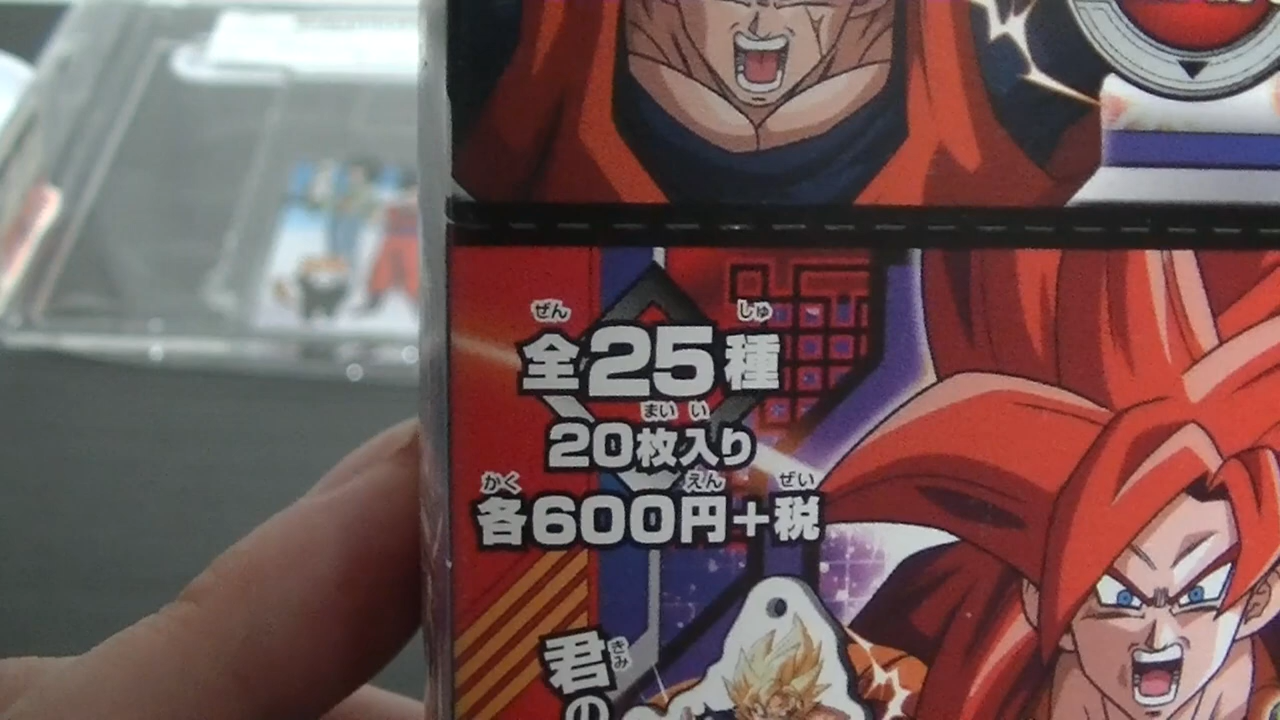 ぜん しゅ
全25種
まい い
20枚入り
かく えん ぜい
各600円+税
君の
きみ